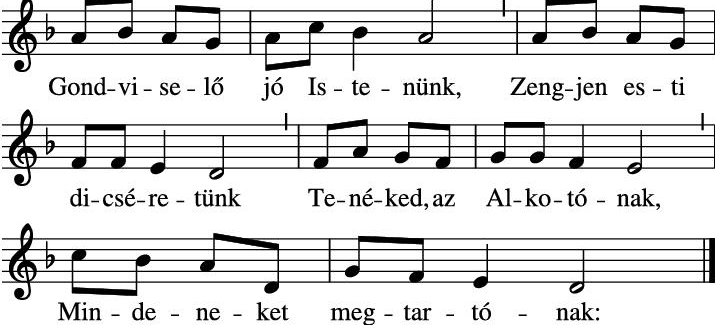 Gond-vi-se-lő jó Is-te-nünk, Zeng-jen es-ti
di-csé-re-tünk Te-né-ked, az Al-ko-tó-nak,
Min-de-ne-ket meg-tar-tó-nak: